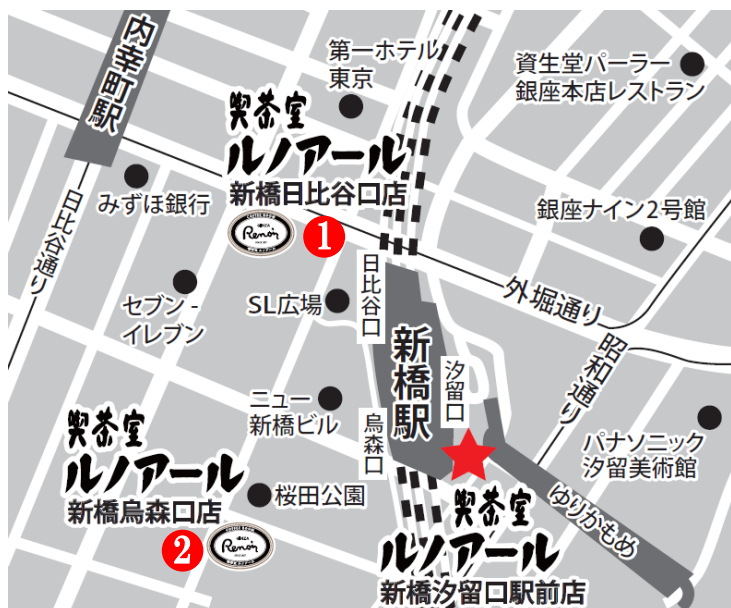 内幸町駅
第一ホテル
東京
資生堂パーラー
銀座本店レストラン
喫茶室
ルノアール
新橋日比谷口店
Renoir
1
みずほ銀行
日比谷通り
銀座ナイン2号館
セブン-
イレブン
SL広場
日比谷口
外堀通り
昭和通り
新橋駅
汐留口
ニュー
新橋ビル
烏森口
パナソニック
汐留美術館
喫茶室
ルノアール
新橋烏森口店
桜田公園
2
Renoir
ゆりかもめ
喫茶室
ルノアール
新橋汐留口駅前店